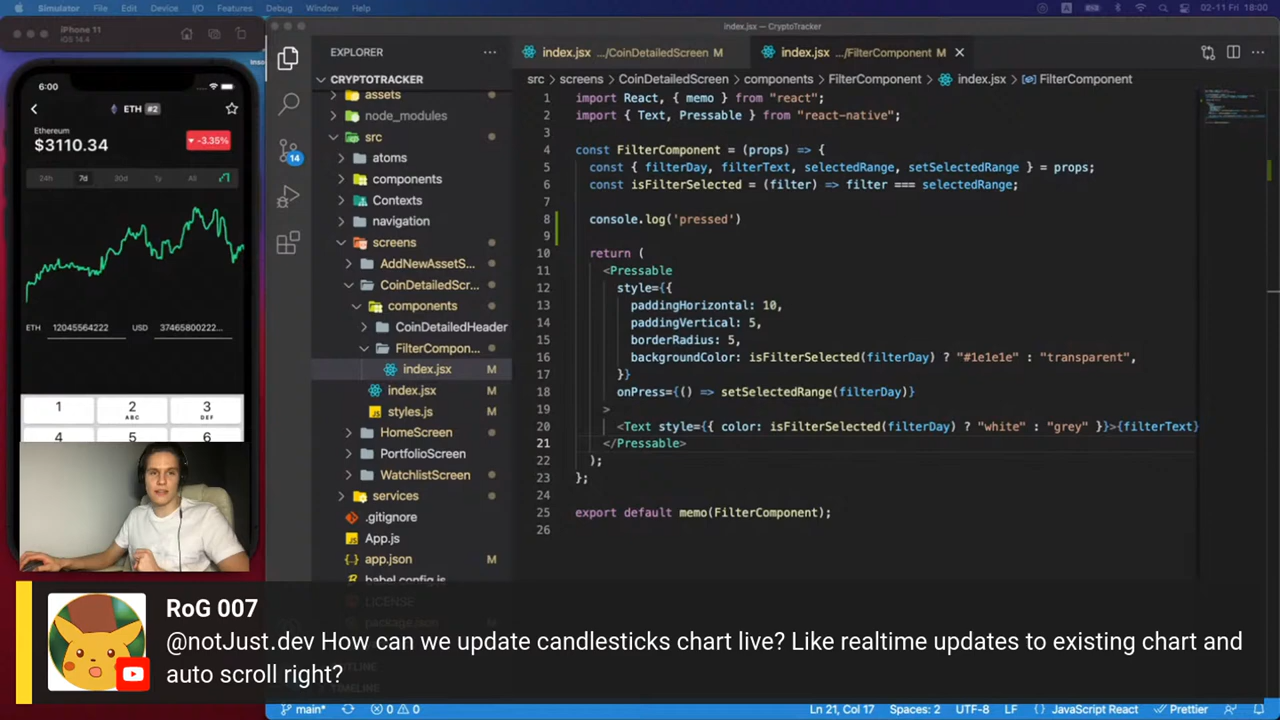 Simulator File Edit Device I/O Features Debug Window Help
02-11 Fri 18:00
iPhone 11
iOS 14.4
Inso
6:00
ETH #2
Ethereum
$3110.34
-3.35%
24h 7d 30d 1y All
ETH 12045564222 USD 37465800222...
1 2 3
ABC DEF
4 5 6
index.jsx — CryptoTracker
EXPLORER
CRYPTOTRACKER
assets
node_modules
src
atoms
components
Contexts
navigation
screens
AddNewAssetS...
CoinDetailedScr...
components
CoinDetailedHeader
FilterCompon...
index.jsx M
index.jsx M
styles.js M
HomeScreen
PortfolioScreen
WatchlistScreen
services
.gitignore
App.js
app.json M
babel.config.js
LICENSE
package.json
OUTLINE
TIMELINE
14
index.jsx .../CoinDetailedScreen M
index.jsx .../FilterComponent M
src > screens > CoinDetailedScreen > components > FilterComponent > index.jsx > FilterComponent
1 import React, { memo } from "react";
2 import { Text, Pressable } from "react-native";
3
4 const FilterComponent = (props) => {
5 const { filterDay, filterText, selectedRange, setSelectedRange } = props;
6 const isFilterSelected = (filter) => filter === selectedRange;
7
8 console.log('pressed')
9
10 return (
11 <Pressable
12 style={{
13 paddingHorizontal: 10,
14 paddingVertical: 5,
15 borderRadius: 5,
16 backgroundColor: isFilterSelected(filterDay) ? "#1e1e1e" : "transparent",
17 }}
18 onPress={() => setSelectedRange(filterDay)}
19 >
20 <Text style={{ color: isFilterSelected(filterDay) ? "white" : "grey" }}>{filterText}
21 </Pressable>
22 );
23 };
24
25 export default memo(FilterComponent);
26
RoG 007
@notJust.dev How can we update candlesticks chart live? Like realtime updates to existing chart and
auto scroll right?
main* 0 0 Ln 21, Col 17 Spaces: 2 UTF-8 LF JavaScript React Prettier